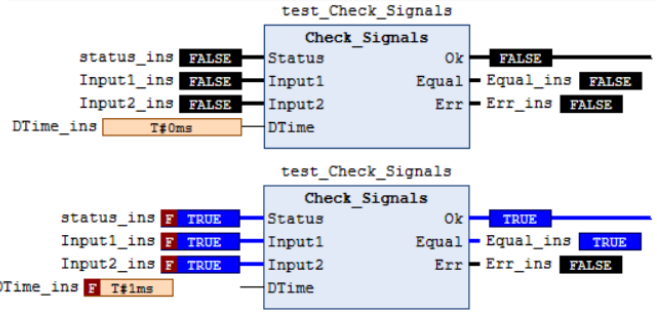 test_Check_Signals
Check_Signals
status_ins FALSE Status Ok FALSE
Input1_ins FALSE Input1 Equal Equal_ins FALSE
Input2_ins FALSE Input2 Err Err_ins FALSE
DTime_ins T#0ms DTime
test_Check_Signals
Check_Signals
status_ins F TRUE Status Ok TRUE
Input1_ins F TRUE Input1 Equal Equal_ins TRUE
Input2_ins F TRUE Input2 Err Err_ins FALSE
DTime_ins F T#1ms DTime